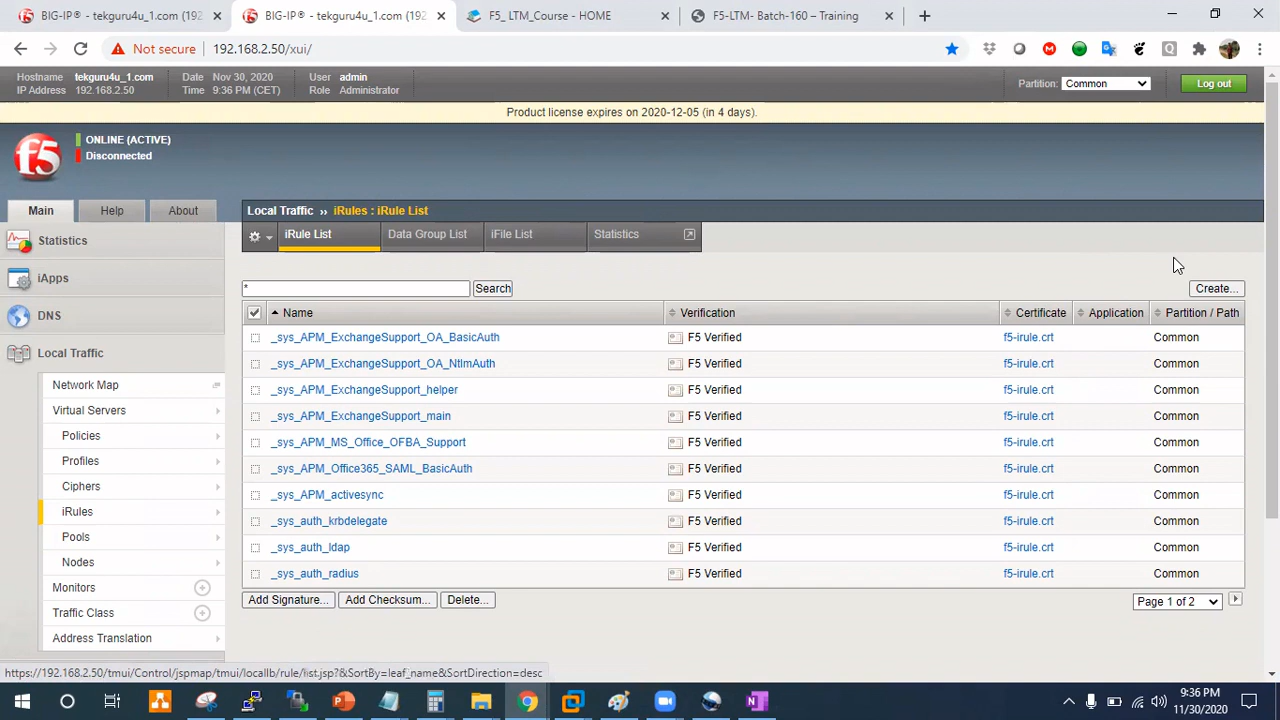 BIG-IP® - tekguru4u_1.com (192
BIG-IP® - tekguru4u_1.com (192
F5_ LTM_Course - HOME
F5-LTM- Batch-160 – Training
Not secure
192.168.2.50/xui/
Hostname tekguru4u_1.com
IP Address 192.168.2.50
Date Nov 30, 2020
Time 9:36 PM (CET)
User admin
Role Administrator
Partition: Common
Log out
Product license expires on 2020-12-05 (in 4 days).
f5
ONLINE (ACTIVE)
Disconnected
Main
Help
About
Local Traffic ›› iRules : iRule List
Statistics
iApps
DNS
Local Traffic
Network Map
Virtual Servers
Policies
Profiles
Ciphers
iRules
Pools
Nodes
Monitors
Traffic Class
Address Translation
iRule List
Data Group List
iFile List
Statistics
*
Search
Create...
Name Verification Certificate Application Partition / Path
_sys_APM_ExchangeSupport_OA_BasicAuth F5 Verified f5-irule.crt Common
_sys_APM_ExchangeSupport_OA_NtlmAuth F5 Verified f5-irule.crt Common
_sys_APM_ExchangeSupport_helper F5 Verified f5-irule.crt Common
_sys_APM_ExchangeSupport_main F5 Verified f5-irule.crt Common
_sys_APM_MS_Office_OFBA_Support F5 Verified f5-irule.crt Common
_sys_APM_Office365_SAML_BasicAuth F5 Verified f5-irule.crt Common
_sys_APM_activesync F5 Verified f5-irule.crt Common
_sys_auth_krbdelegate F5 Verified f5-irule.crt Common
_sys_auth_ldap F5 Verified f5-irule.crt Common
_sys_auth_radius F5 Verified f5-irule.crt Common
Add Signature...
Add Checksum...
Delete...
Page 1 of 2
https://192.168.2.50/tmui/Control/jspmap/tmui/locallb/rule/list.jsp?&SortBy=leaf_name&SortDirection=desc
9:36 PM
11/30/2020